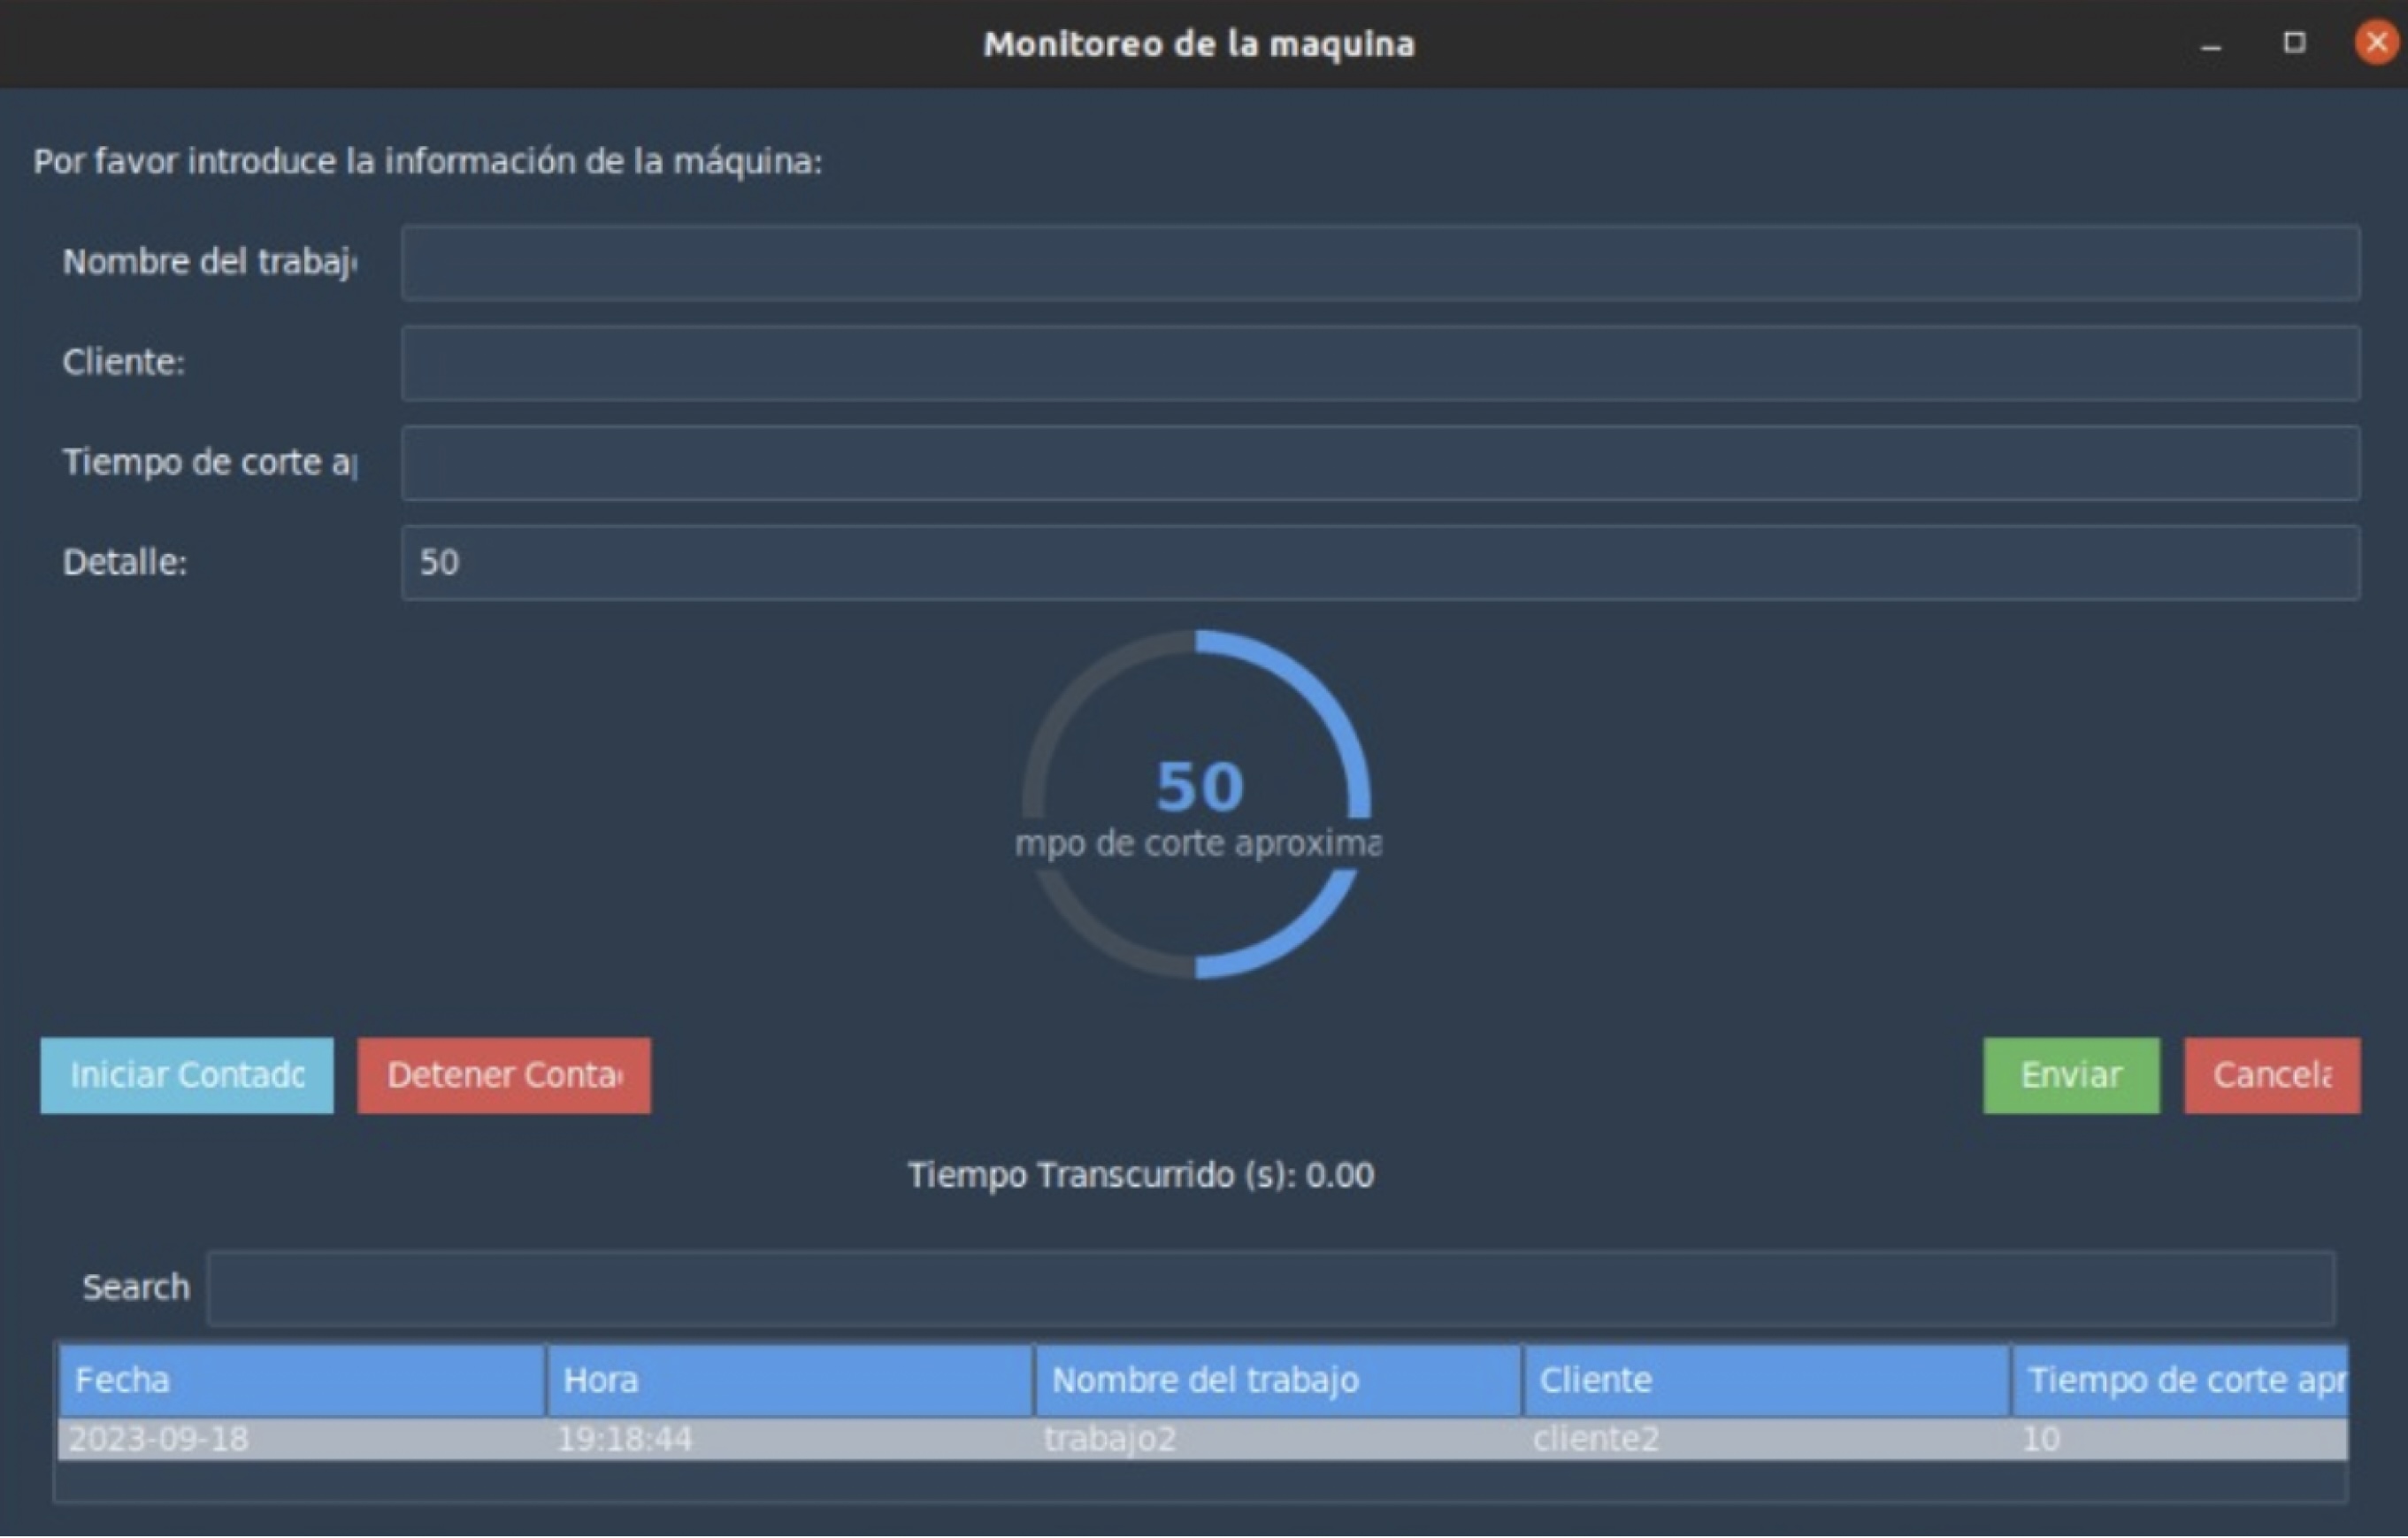 Monitoreo de la maquina
Por favor introduce la información de la máquina:
Nombre del trabaj
Cliente:
Tiempo de corte a
Detalle: 50
50
mpo de corte aproxima
Iniciar Contado Detener Conta Enviar Cancela
Tiempo Transcurrido (s): 0.00
Search
Fecha Hora Nombre del trabajo Cliente Tiempo de corte apr
2023-09-18 19:18:44 trabajo2 cliente2 10